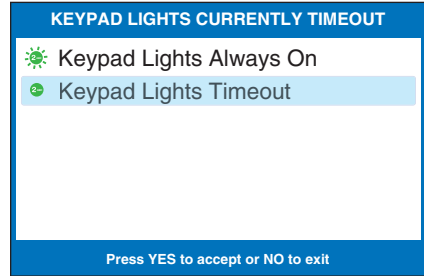 KEYPAD LIGHTS CURRENTLY TIMEOUT
Keypad Lights Always On
Keypad Lights Timeout
Press YES to accept or NO to exit